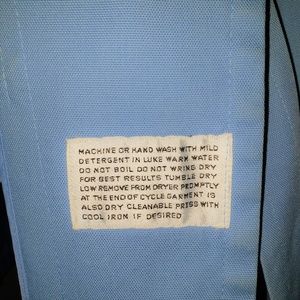 MACHINE OR HAND WASH WITH MILD
DETERGENT IN LUKE WARM WATER
DO NOT BOIL DO NOT WRING DRY
FOR BEST RESULTS TUMBLE DRY
LOW REMOVE FROM DRYER PROMPTLY
AT THE END OF CYCLE GARMENT IS
ALSO DRY CLEANABLE PRESS WITH
COOL IRON IF DESIRED